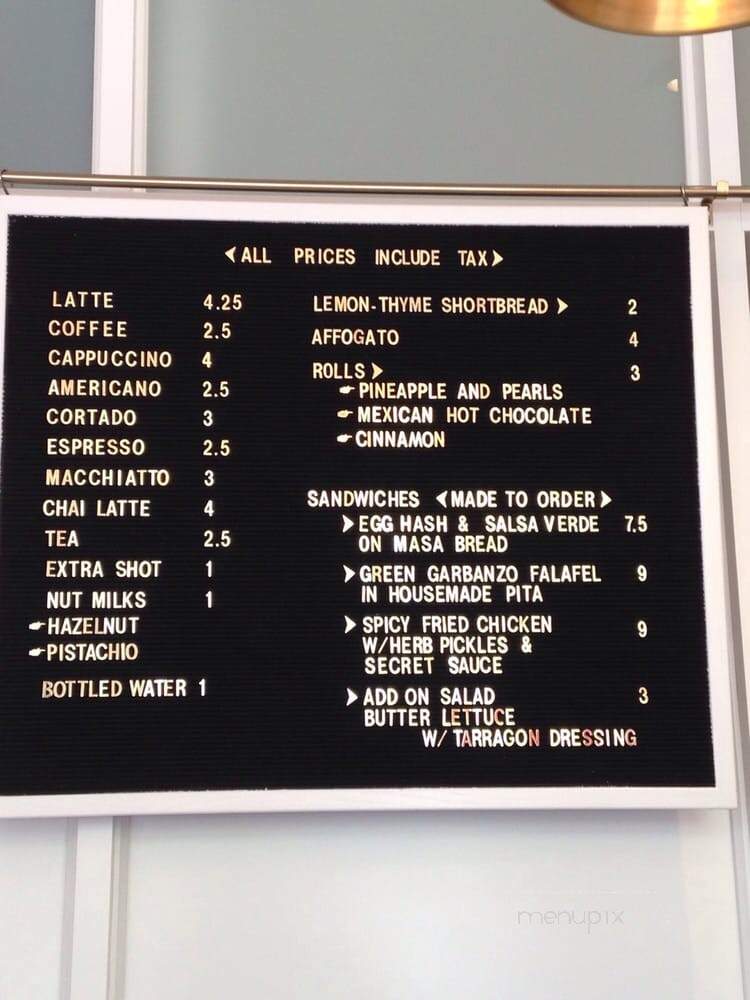 ALL PRICES INCLUDE TAX
LATTE 4.25
COFFEE 2.5
CAPPUCCINO 4
AMERICANO 2.5
CORTADO 3
ESPRESSO 2.5
MACCHIATTO 3
CHAI LATTE 4
TEA 2.5
EXTRA SHOT 1
NUT MILKS 1
HAZELNUT
PISTACHIO
BOTTLED WATER 1
LEMON-THYME SHORTBREAD 2
AFFOGATO 4
ROLLS 3
PINEAPPLE AND PEARLS
MEXICAN HOT CHOCOLATE
CINNAMON
SANDWICHES MADE TO ORDER
EGG HASH & SALSA VERDE 7.5
ON MASA BREAD
GREEN GARBANZO FALAFEL 9
IN HOUSEMADE PITA
SPICY FRIED CHICKEN 9
W/HERB PICKLES &
SECRET SAUCE
ADD ON SALAD 3
BUTTER LETTUCE
W/ TARRAGON DRESSING
menupix